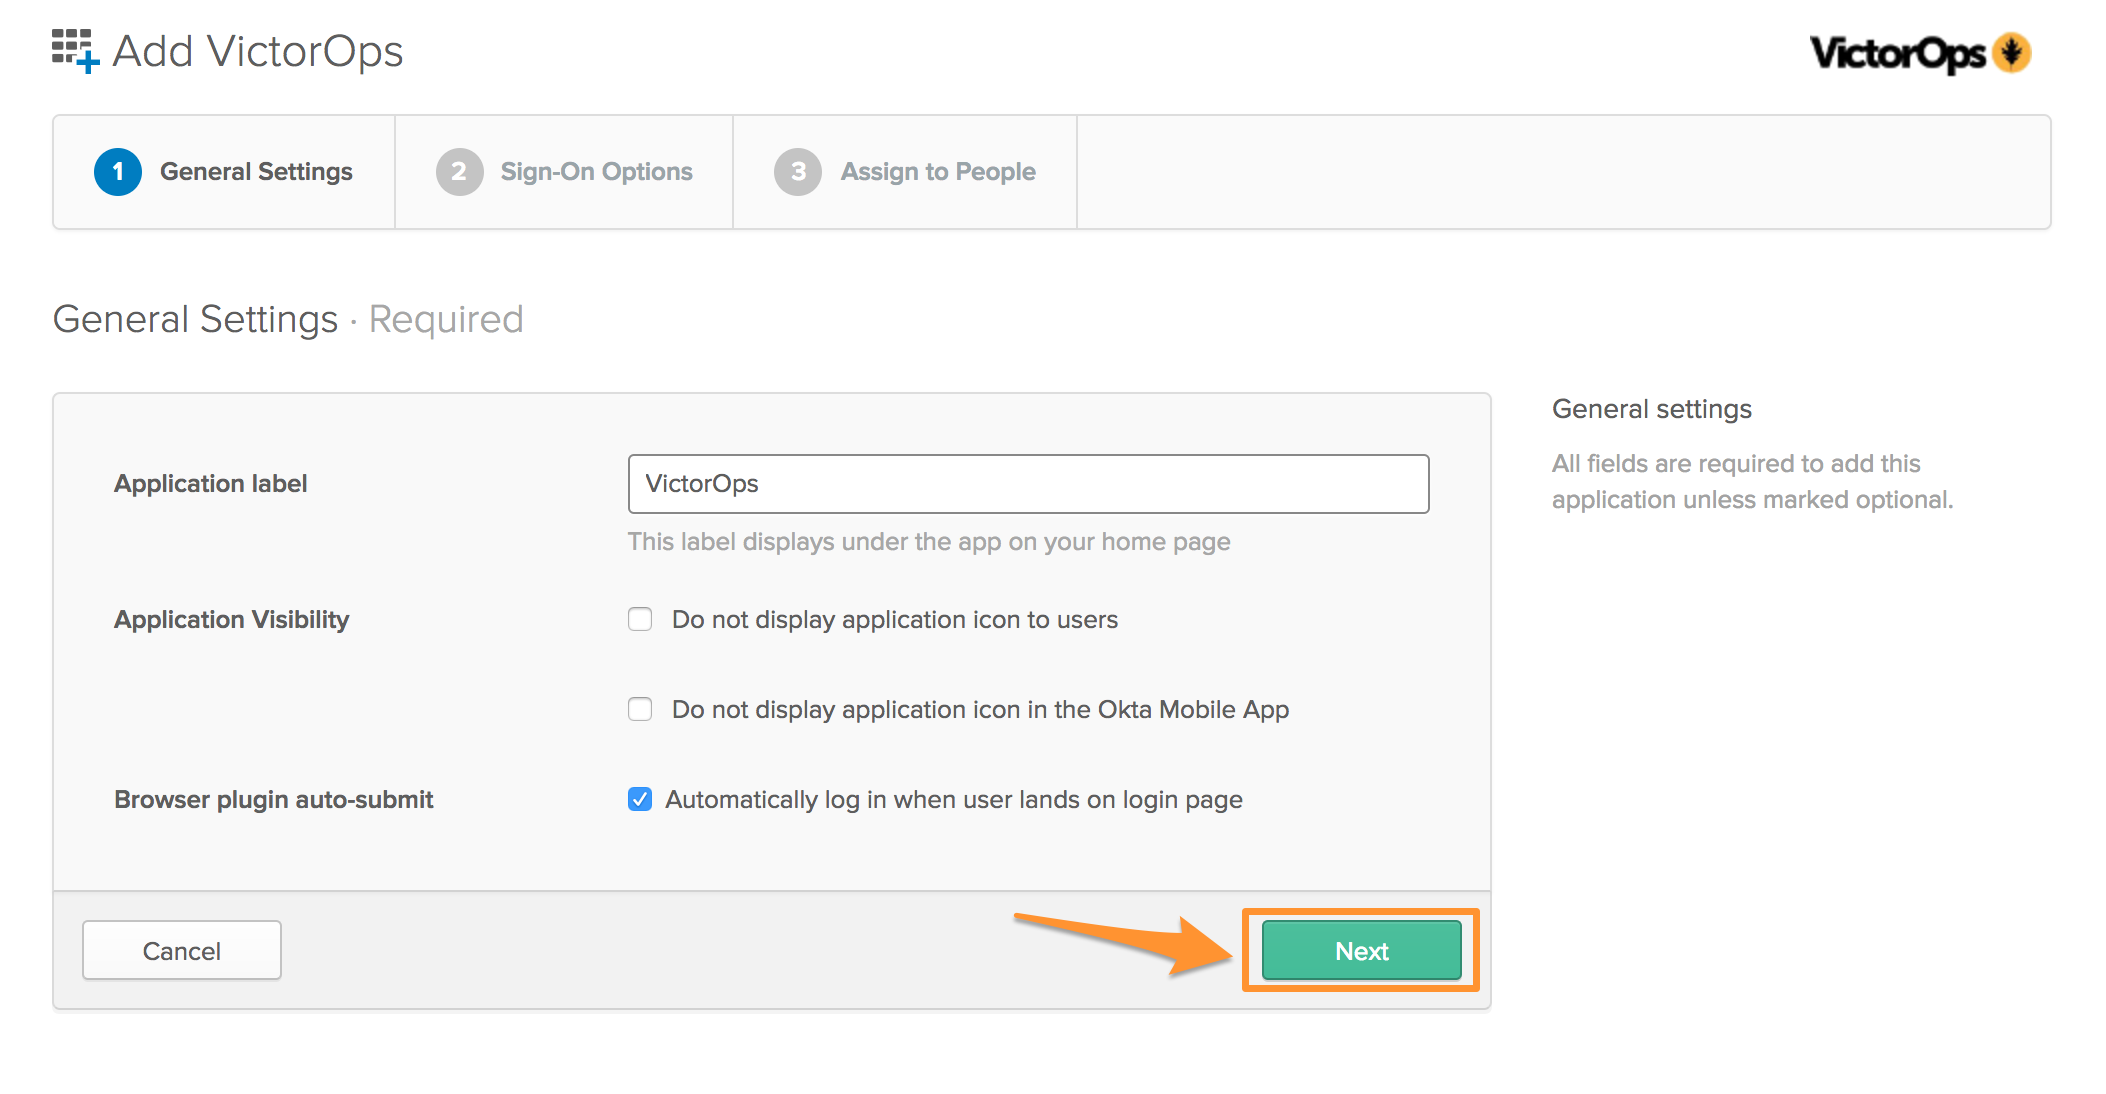 Add VictorOps
VictorOps
1 General Settings
2 Sign-On Options
3 Assign to People
General Settings · Required
Application label
VictorOps
This label displays under the app on your home page
Application Visibility
Do not display application icon to users
Do not display application icon in the Okta Mobile App
Browser plugin auto-submit
Automatically log in when user lands on login page
Cancel
Next
General settings
All fields are required to add this
application unless marked optional.